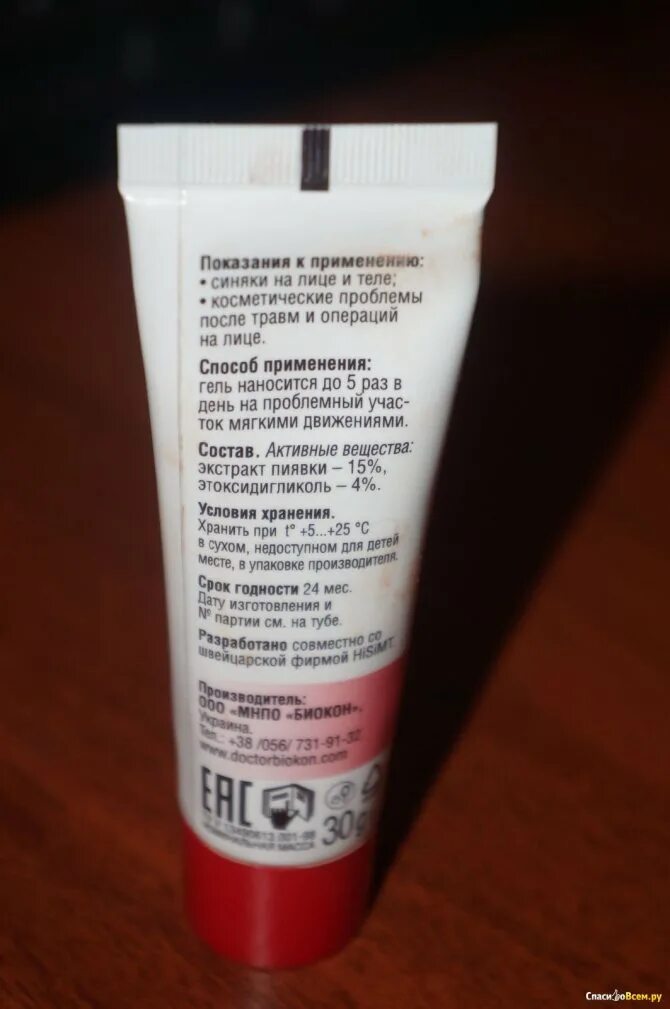 Показания к применению:
• синяки на лице и теле;
• косметические проблемы
после травм и операций
на лице.
Способ применения:
гель наносится до 5 раз в
день на проблемный учас-
ток мягкими движениями.
Состав. Активные вещества:
экстракт пиявки – 15%,
этоксидигликоль – 4%.
Условия хранения.
Хранить при t° +5...+25 °C
в сухом, недоступном для детей
месте, в упаковке производителя.
Срок годности 24 мес.
Дату изготовления и
№ партии см. на тубе.
Разработано совместно со
швейцарской фирмой HiSiMT.
Производитель:
ООО «МНПО «БИОКОН».
Украина.
Тел.: +38 /056/ 731-91-32
www.doctorbiokon.com
EAC
30g
МАССА
СпасибоВсем.ру